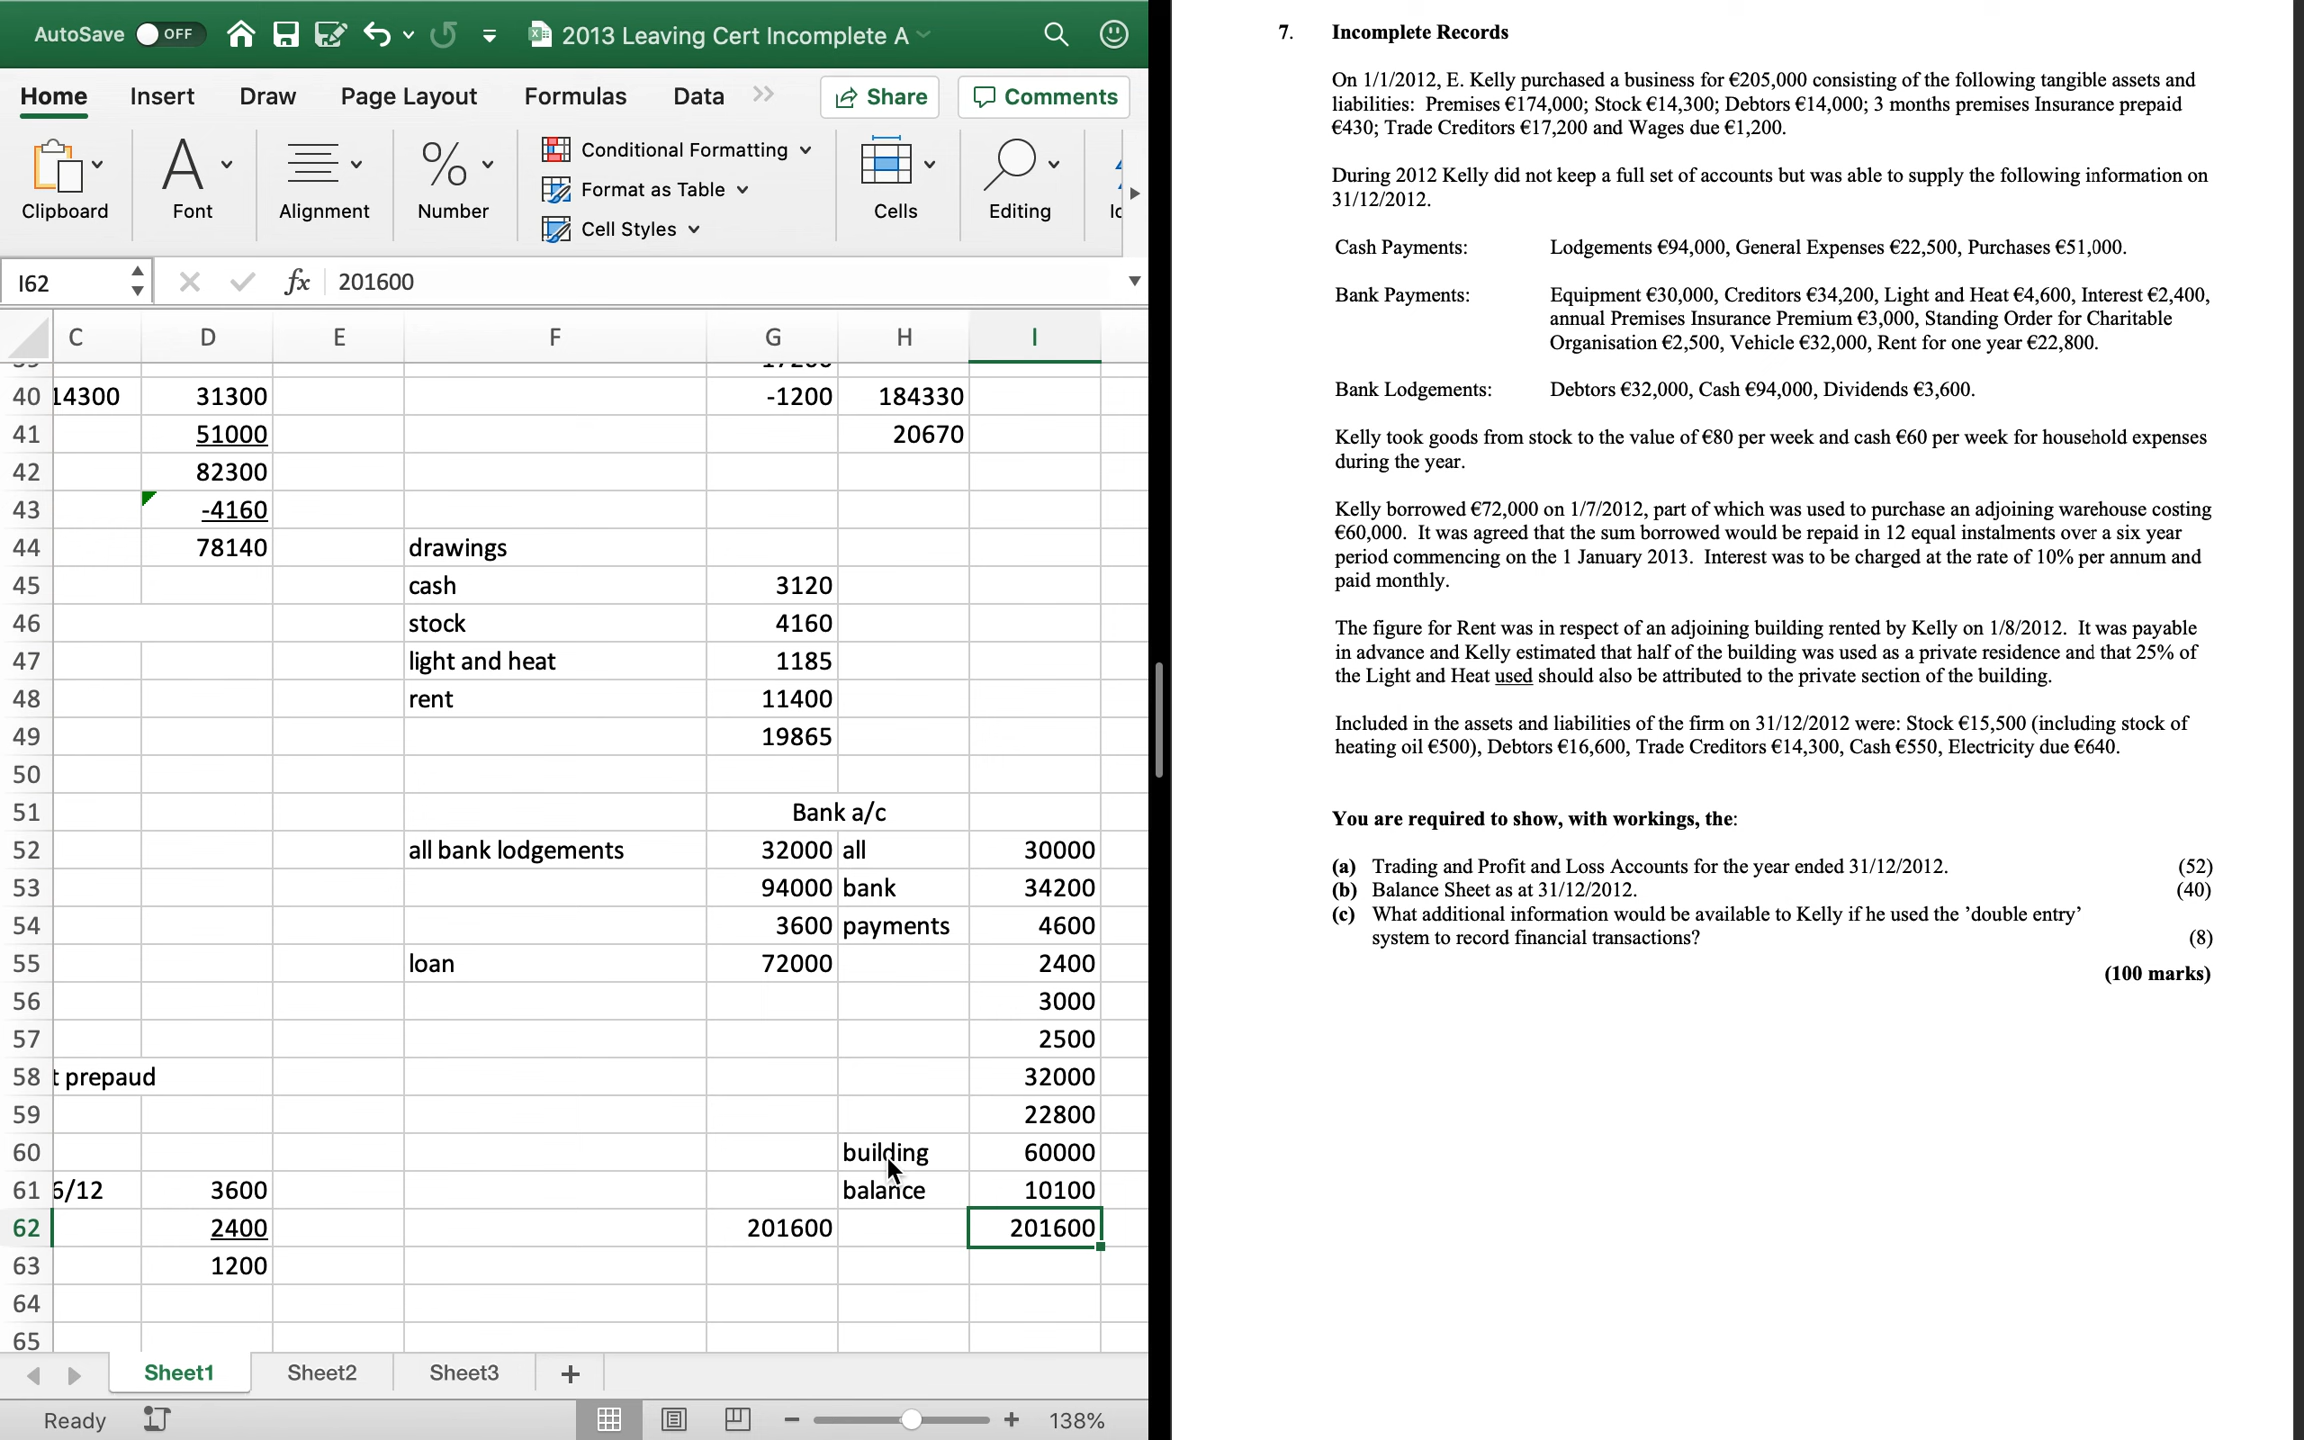 AutoSave OFF 2013 Leaving Cert Incomplete A
Home Insert Draw Page Layout Formulas Data Share Comments
Clipboard Font Alignment Number Conditional Formatting Format as Table Cell Styles Cells Editing
I62 fx 201600
C D E F G H I
40 14300 31300 -1200 184330
41 51000 20670
42 82300
43 -4160
44 78140 drawings
45 cash 3120
46 stock 4160
47 light and heat 1185
48 rent 11400
49 19865
50
51 Bank a/c
52 all bank lodgements 32000 all 30000
53 94000 bank 34200
54 3600 payments 4600
55 loan 72000 2400
56 3000
57 2500
58 t prepaud 32000
59 22800
60 building 60000
61 6/12 3600 balance 10100
62 2400 201600 201600
63 1200
64
65
Sheet1 Sheet2 Sheet3 +
Ready 138%
7. Incomplete Records
On 1/1/2012, E. Kelly purchased a business for €205,000 consisting of the following tangible assets and
liabilities: Premises €174,000; Stock €14,300; Debtors €14,000; 3 months premises Insurance prepaid
€430; Trade Creditors €17,200 and Wages due €1,200.
During 2012 Kelly did not keep a full set of accounts but was able to supply the following information on
31/12/2012.
Cash Payments: Lodgements €94,000, General Expenses €22,500, Purchases €51,000.
Bank Payments: Equipment €30,000, Creditors €34,200, Light and Heat €4,600, Interest €2,400,
annual Premises Insurance Premium €3,000, Standing Order for Charitable
Organisation €2,500, Vehicle €32,000, Rent for one year €22,800.
Bank Lodgements: Debtors €32,000, Cash €94,000, Dividends €3,600.
Kelly took goods from stock to the value of €80 per week and cash €60 per week for household expenses
during the year.
Kelly borrowed €72,000 on 1/7/2012, part of which was used to purchase an adjoining warehouse costing
€60,000. It was agreed that the sum borrowed would be repaid in 12 equal instalments over a six year
period commencing on the 1 January 2013. Interest was to be charged at the rate of 10% per annum and
paid monthly.
The figure for Rent was in respect of an adjoining building rented by Kelly on 1/8/2012. It was payable
in advance and Kelly estimated that half of the building was used as a private residence and that 25% of
the Light and Heat used should also be attributed to the private section of the building.
Included in the assets and liabilities of the firm on 31/12/2012 were: Stock €15,500 (including stock of
heating oil €500), Debtors €16,600, Trade Creditors €14,300, Cash €550, Electricity due €640.
You are required to show, with workings, the:
(a) Trading and Profit and Loss Accounts for the year ended 31/12/2012. (52)
(b) Balance Sheet as at 31/12/2012. (40)
(c) What additional information would be available to Kelly if he used the ’double entry’
system to record financial transactions? (8)
(100 marks)